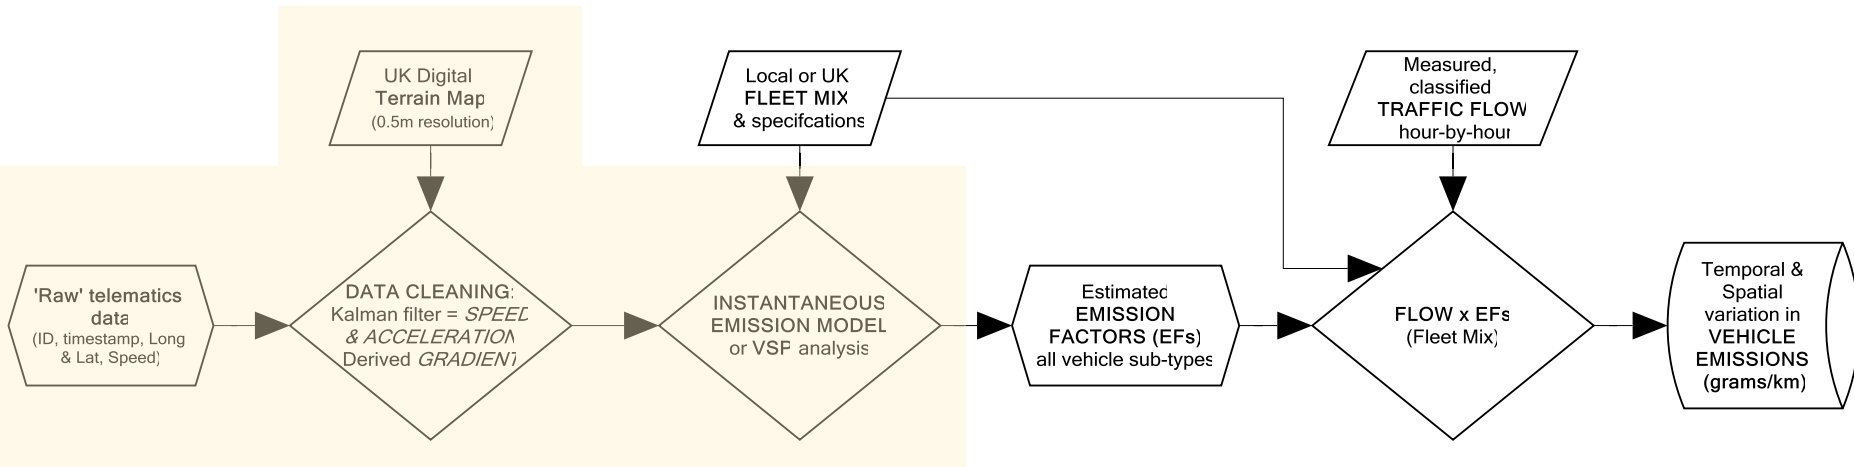 UK Digital
Terrain Map
(0.5m resolution)
Local or UK
FLEET MIX
& specifcations
Measured,
classified
TRAFFIC FLOW
hour-by-hour
'Raw' telematics
data
(ID, timestamp, Long
& Lat, Speed)
DATA CLEANING:
Kalman filter = SPEED
& ACCELERATION
Derived GRADIENT
INSTANTANEOUS
EMISSION MODEL
or VSP analysis
Estimated
EMISSION
FACTORS (EFs)
all vehicle sub-types
FLOW x EFs
(Fleet Mix)
Temporal &
Spatial
variation in
VEHICLE
EMISSIONS
(grams/km)